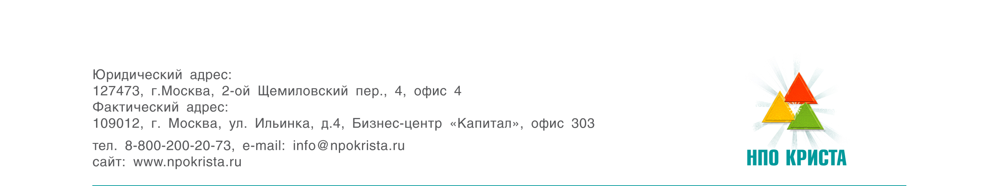 Юридический адрес:
127473, г.Москва, 2-ой Щемиловский пер., 4, офис 4
Фактический адрес:
109012, г. Москва, ул. Ильинка, д.4, Бизнес-центр «Капитал», офис 303
тел. 8-800-200-20-73, e-mail: info@npokrista.ru
сайт: www.npokrista.ru
НПО КРИСТА